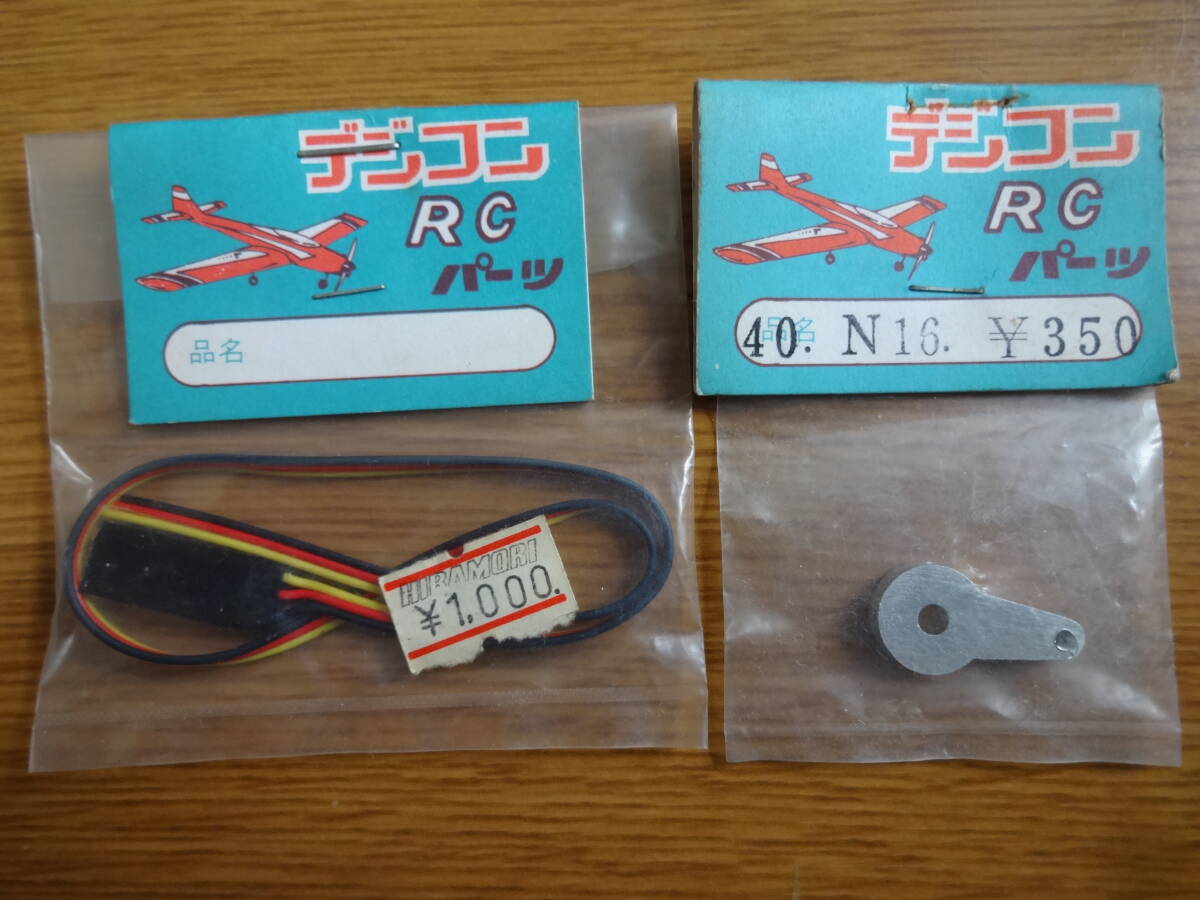 デジコン
RC
パーツ
品名
HIRAMORI
¥1.000.
デジコン
RC
パーツ
品名
40. N16. ¥350